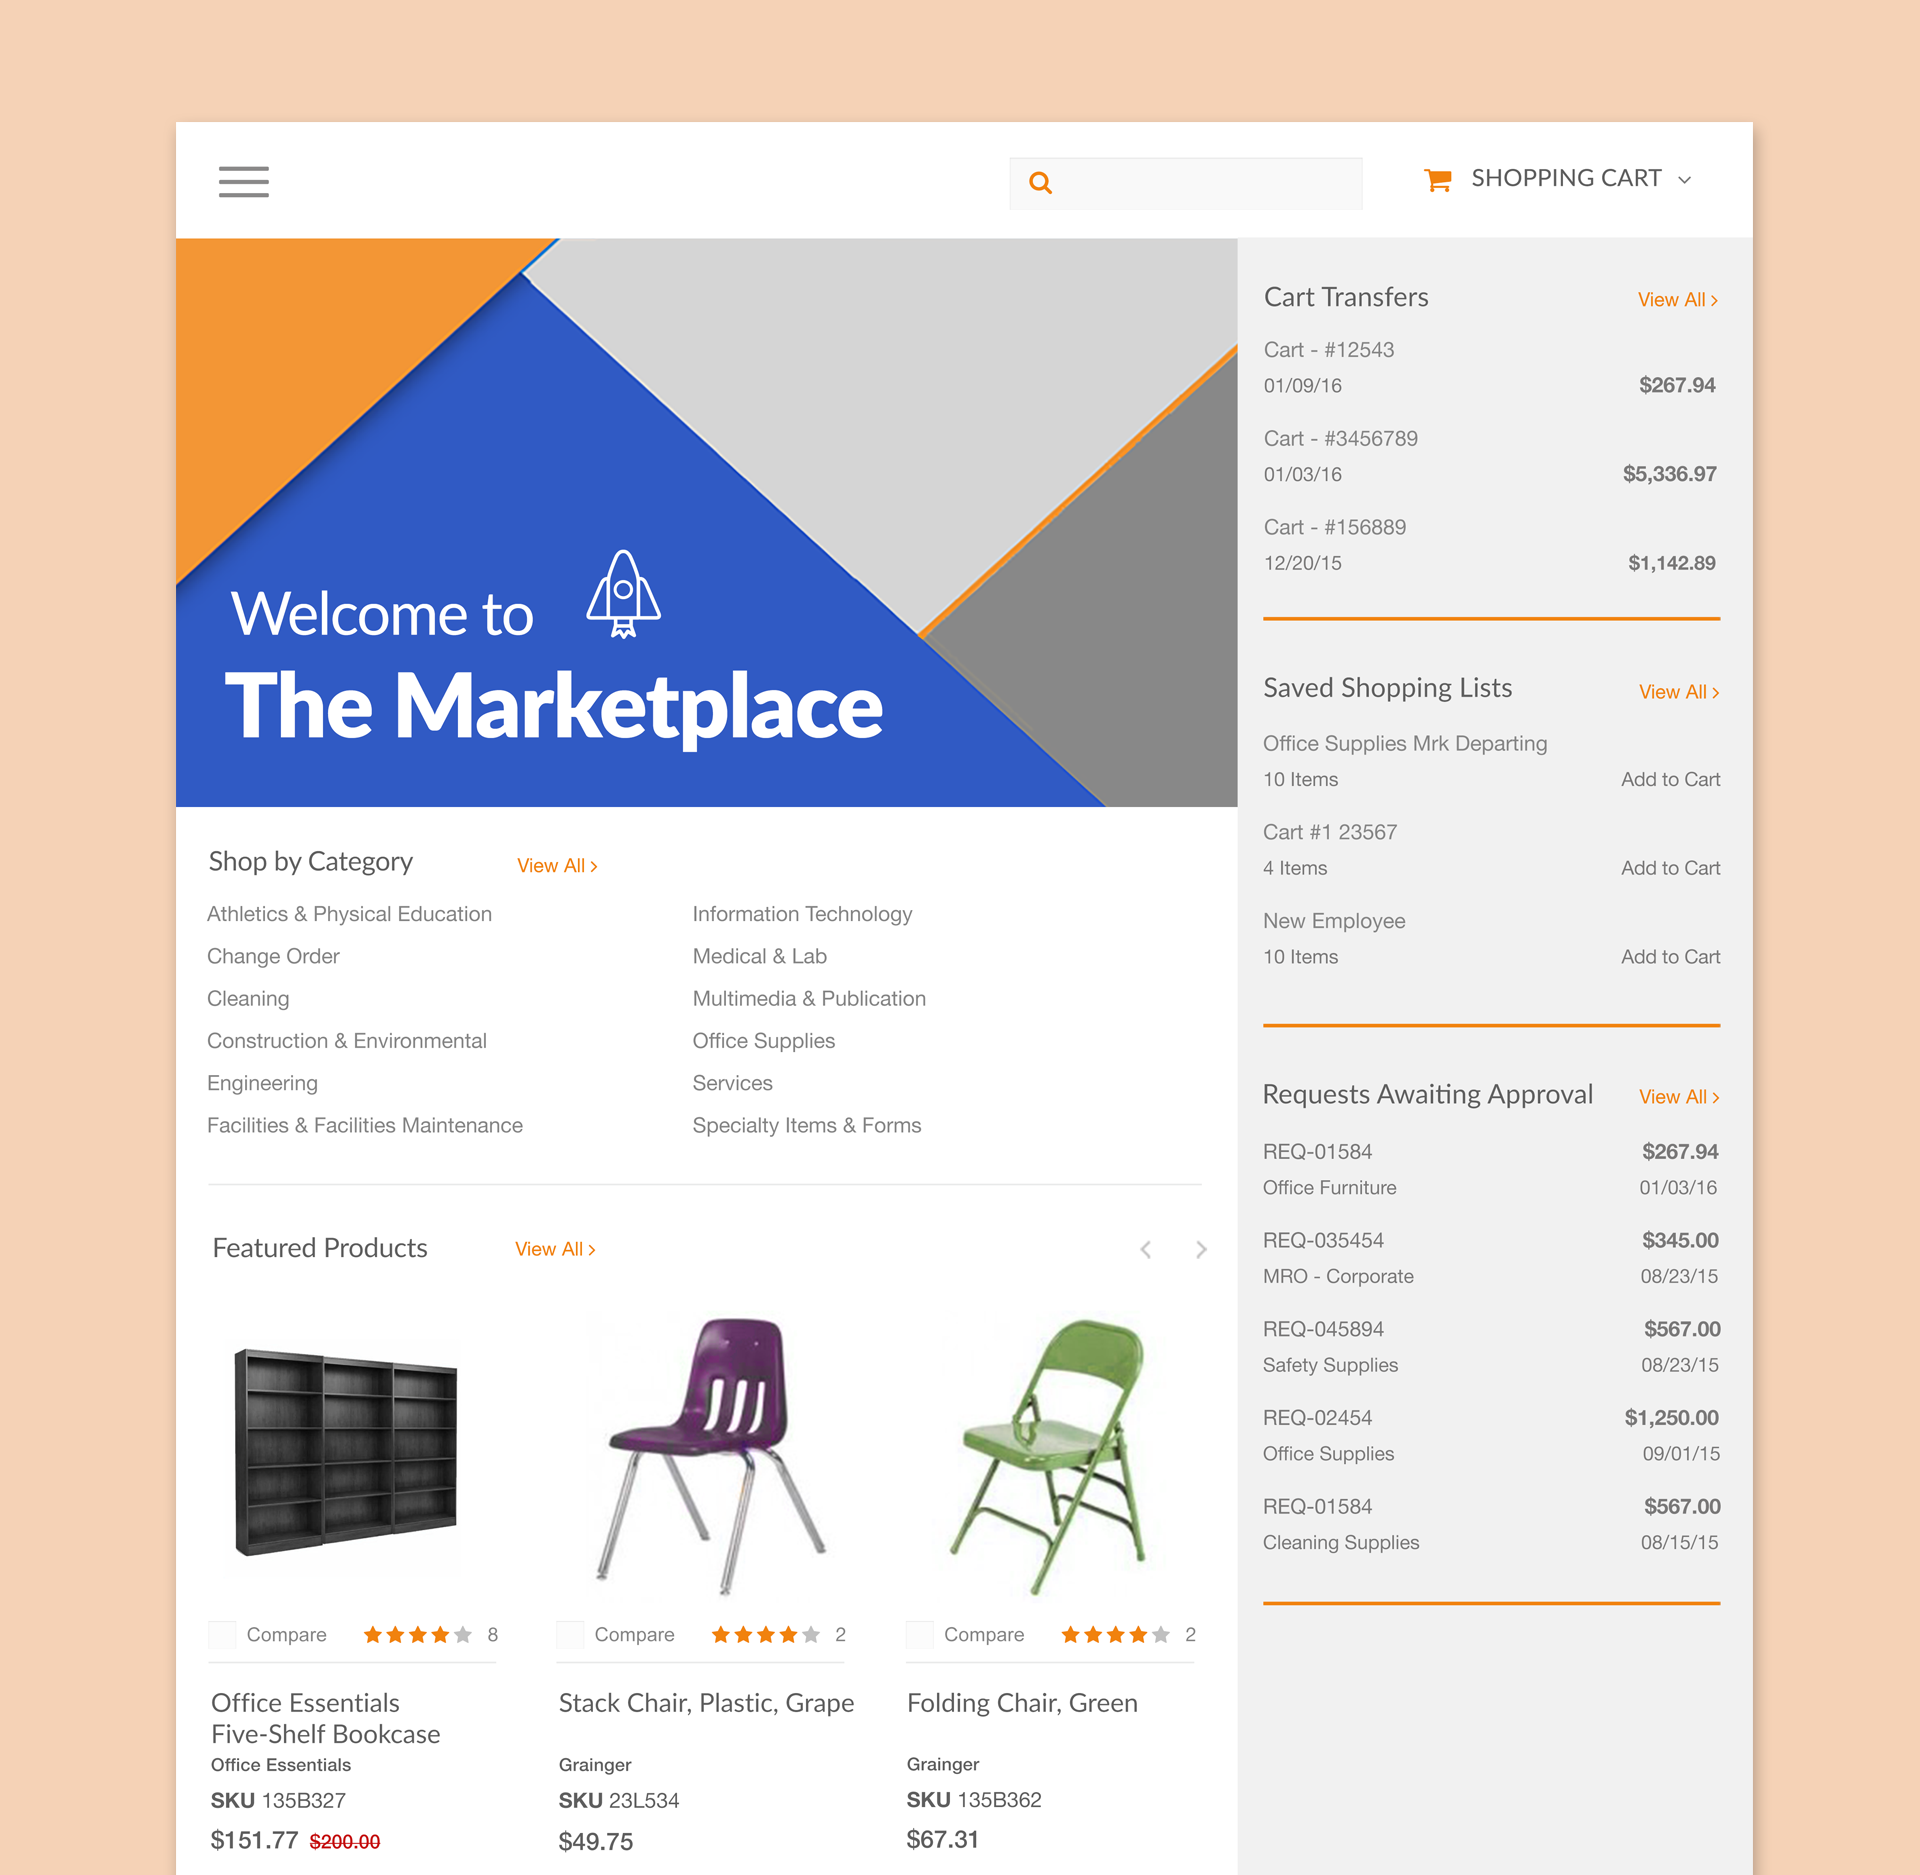 SHOPPING CART
Welcome to
The Marketplace
Shop by Category
View All >
Athletics & Physical Education
Change Order
Cleaning
Construction & Environmental
Engineering
Facilities & Facilities Maintenance
Information Technology
Medical & Lab
Multimedia & Publication
Office Supplies
Services
Specialty Items & Forms
Featured Products
View All >
Compare
8
Office Essentials
Five-Shelf Bookcase
Office Essentials
SKU 135B327
$151.77 $200.00
Compare
2
Stack Chair, Plastic, Grape
Grainger
SKU 23L534
$49.75
Compare
2
Folding Chair, Green
Grainger
SKU 135B362
$67.31
Cart Transfers
View All >
Cart - #12543
01/09/16 $267.94
Cart - #3456789
01/03/16 $5,336.97
Cart - #156889
12/20/15 $1,142.89
Saved Shopping Lists
View All >
Office Supplies Mrk Departing
10 Items Add to Cart
Cart #1 23567
4 Items Add to Cart
New Employee
10 Items Add to Cart
Requests Awaiting Approval
View All >
REQ-01584 $267.94
Office Furniture 01/03/16
REQ-035454 $345.00
MRO - Corporate 08/23/15
REQ-045894 $567.00
Safety Supplies 08/23/15
REQ-02454 $1,250.00
Office Supplies 09/01/15
REQ-01584 $567.00
Cleaning Supplies 08/15/15